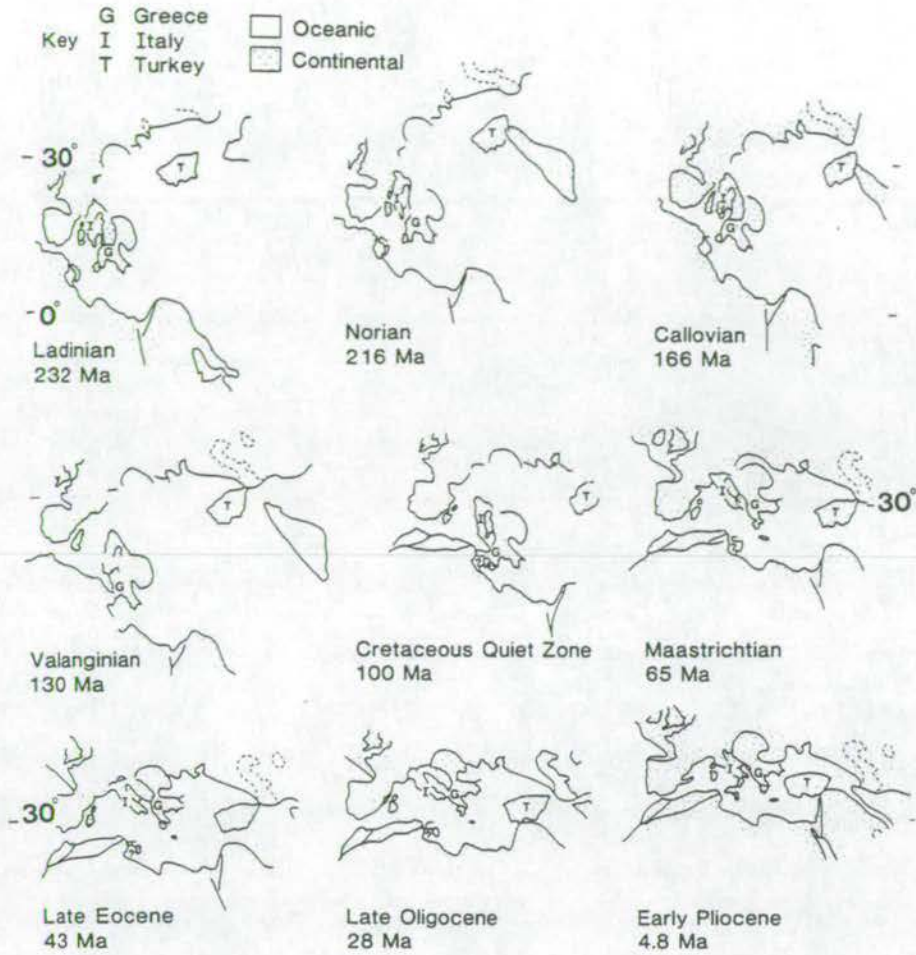 Key
G Greece
I Italy
T Turkey
Oceanic
Continental
-30°
-0°
T
I
G
Ladinian
232 Ma
T
I
G
Norian
216 Ma
T
I
G
Callovian
166 Ma
T
G
Valanginian
130 Ma
T
I
G
Cretaceous Quiet Zone
100 Ma
T
I
G
30°
Maastrichtian
65 Ma
-30°
I
G
Late Eocene
43 Ma
I
G
T
Late Oligocene
28 Ma
I
G
T
Early Pliocene
4.8 Ma